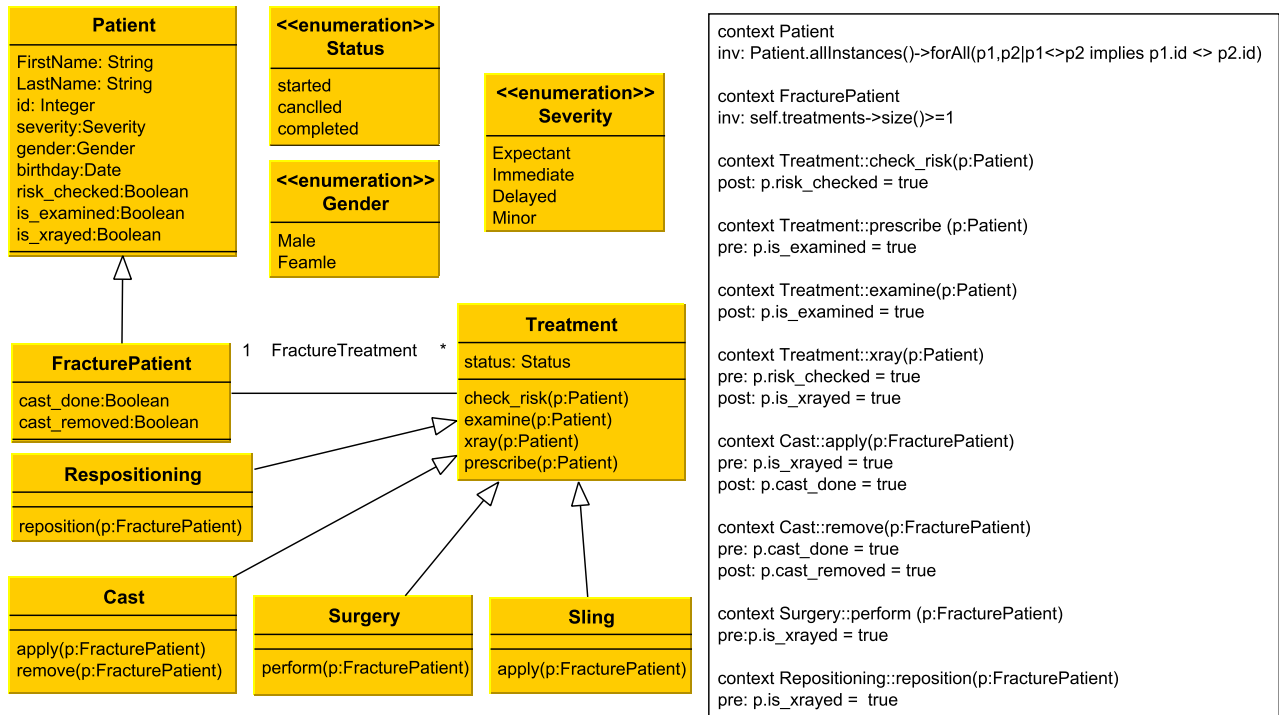 Patient
FirstName: String
LastName: String
id: Integer
severity:Severity
gender:Gender
birthday:Date
risk_checked:Boolean
is_examined:Boolean
is_xrayed:Boolean
<<enumeration>>
Status
started
canclled
completed
<<enumeration>>
Gender
Male
Feamle
<<enumeration>>
Severity
Expectant
Immediate
Delayed
Minor
FracturePatient
cast_done:Boolean
cast_removed:Boolean
1 FractureTreatment *
Treatment
status: Status
check_risk(p:Patient)
examine(p:Patient)
xray(p:Patient)
prescribe(p:Patient)
Respositioning
reposition(p:FracturePatient)
Cast
apply(p:FracturePatient)
remove(p:FracturePatient)
Surgery
perform(p:FracturePatient)
Sling
apply(p:FracturePatient)
context Patient
inv: Patient.allInstances()->forAll(p1,p2|p1<>p2 implies p1.id <> p2.id)
context FracturePatient
inv: self.treatments->size()>=1
context Treatment::check_risk(p:Patient)
post: p.risk_checked = true
context Treatment::prescribe (p:Patient)
pre: p.is_examined = true
context Treatment::examine(p:Patient)
post: p.is_examined = true
context Treatment::xray(p:Patient)
pre: p.risk_checked = true
post: p.is_xrayed = true
context Cast::apply(p:FracturePatient)
pre: p.is_xrayed = true
post: p.cast_done = true
context Cast::remove(p:FracturePatient)
pre: p.cast_done = true
post: p.cast_removed = true
context Surgery::perform (p:FracturePatient)
pre:p.is_xrayed = true
context Repositioning::reposition(p:FracturePatient)
pre: p.is_xrayed = true